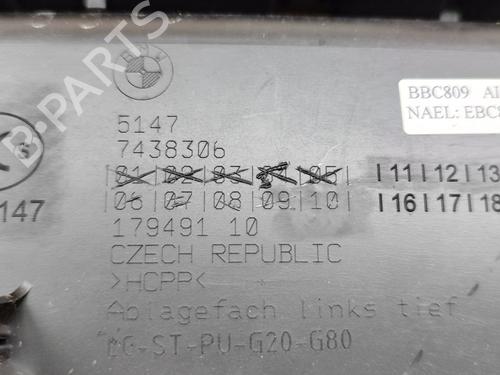 BMW
B-Parts
BBC809
NAEL:
5147
7438306
|01|02|03|04|05| |11|12|13
|06|07|08|09|10| |16|17|18
147
179491 10
CZECH REPUBLIC
>HCPP<
Ablagefach links tief
-ST-PU-G20-G80